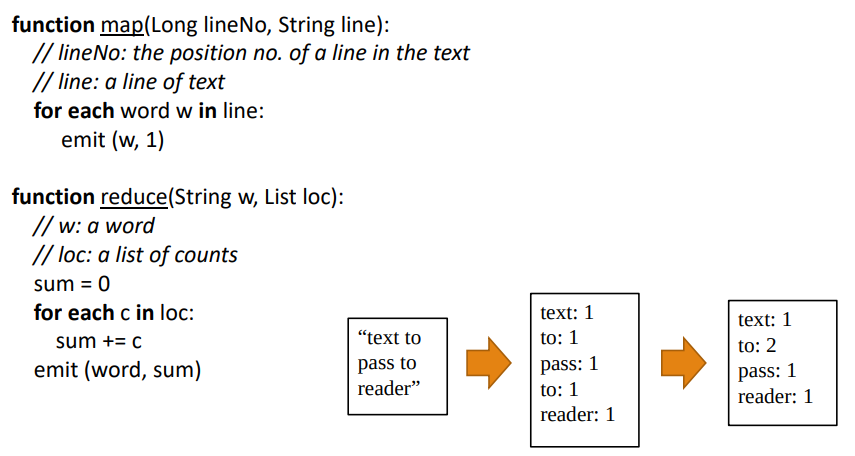 function map(Long lineNo, String line):
// lineNo: the position no. of a line in the text
// line: a line of text
for each word w in line:
emit (w, 1)
function reduce(String w, List loc):
// w: a word
// loc: a list of counts
sum = 0
for each c in loc:
sum += c
emit (word, sum)
“text to
pass to
reader”
text: 1
to: 1
pass: 1
to: 1
reader: 1
text: 1
to: 2
pass: 1
reader: 1